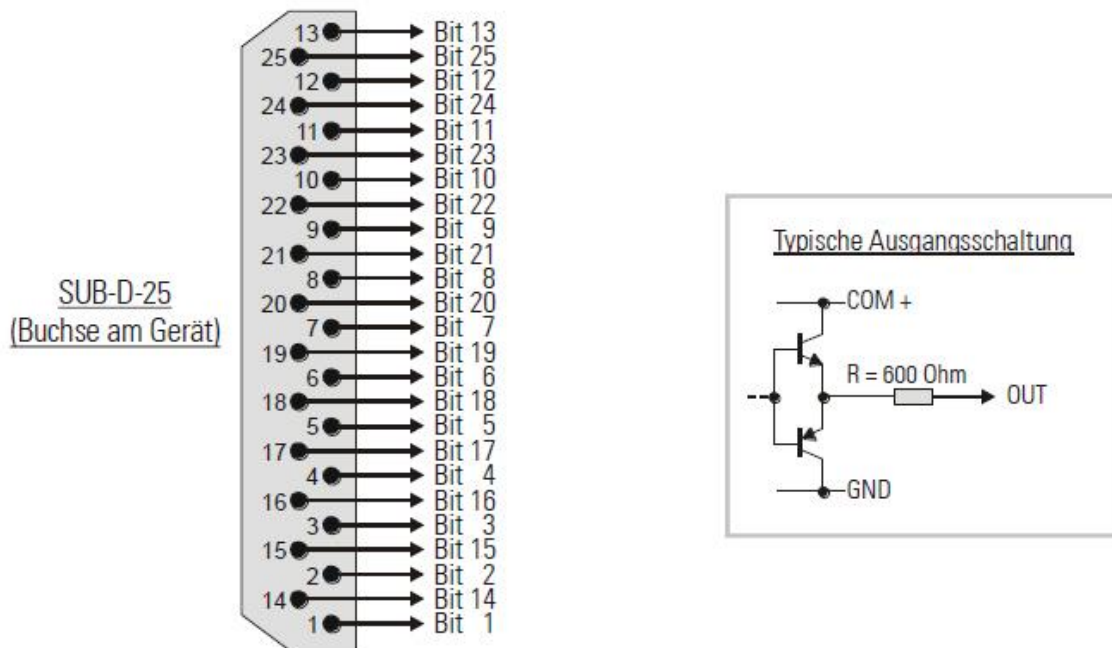 13 Bit 13
25 Bit 25
12 Bit 12
24 Bit 24
11 Bit 11
23 Bit 23
10 Bit 10
22 Bit 22
9 Bit 9
21 Bit 21
8 Bit 8
20 Bit 20
7 Bit 7
19 Bit 19
6 Bit 6
18 Bit 18
5 Bit 5
17 Bit 17
4 Bit 4
16 Bit 16
3 Bit 3
15 Bit 15
2 Bit 2
14 Bit 14
1 Bit 1
SUB-D-25
(Buchse am Gerät)
Typische Ausgangsschaltung
COM +
R = 600 Ohm
OUT
GND